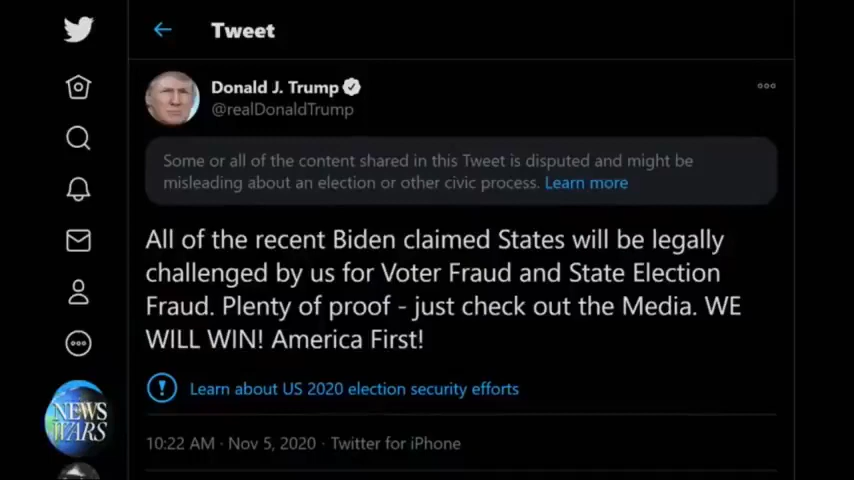 Tweet
Donald J. Trump
@realDonaldTrump
Some or all of the content shared in this Tweet is disputed and might be
misleading about an election or other civic process. Learn more
All of the recent Biden claimed States will be legally
challenged by us for Voter Fraud and State Election
Fraud. Plenty of proof - just check out the Media. WE
WILL WIN! America First!
Learn about US 2020 election security efforts
10:22 AM · Nov 5, 2020 · Twitter for iPhone
NEWS
WARS